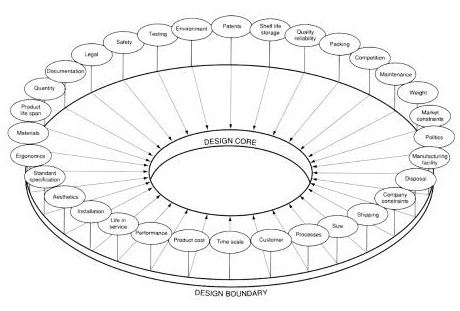 Patents
Shelf life
storage
Quality
reliability
Packing
Competition
Maintenance
Weight
Market
constraints
Politics
Manufacturing
facility
Disposal
Company
constraints
Shipping
Size
Processes
Customer
Time scale
Product cost
Performance
Life in
service
Installation
Aesthetics
Standard
specification
Ergonomics
Materials
Product
life span
Quantity
Documentation
Legal
Safety
Testing
Environment
DESIGN CORE
DESIGN BOUNDARY